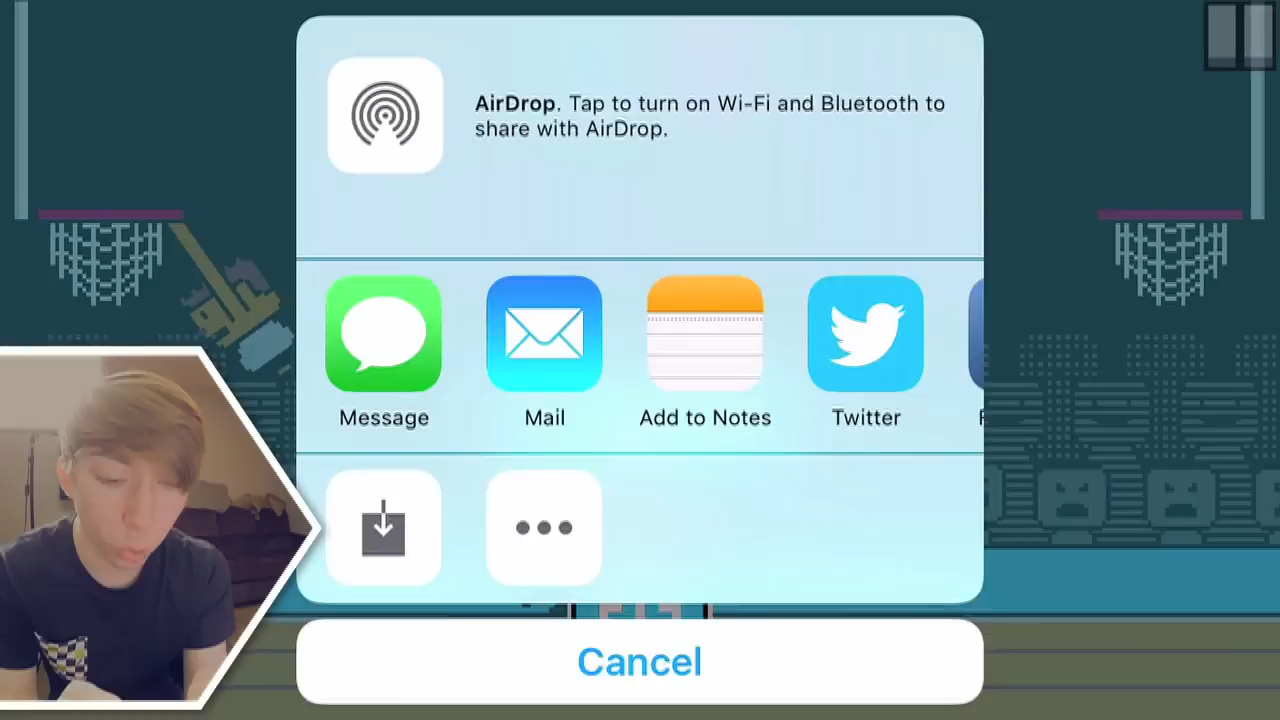 AirDrop. Tap to turn on Wi-Fi and Bluetooth to
share with AirDrop.
Message
Mail
Add to Notes
Twitter
Cancel